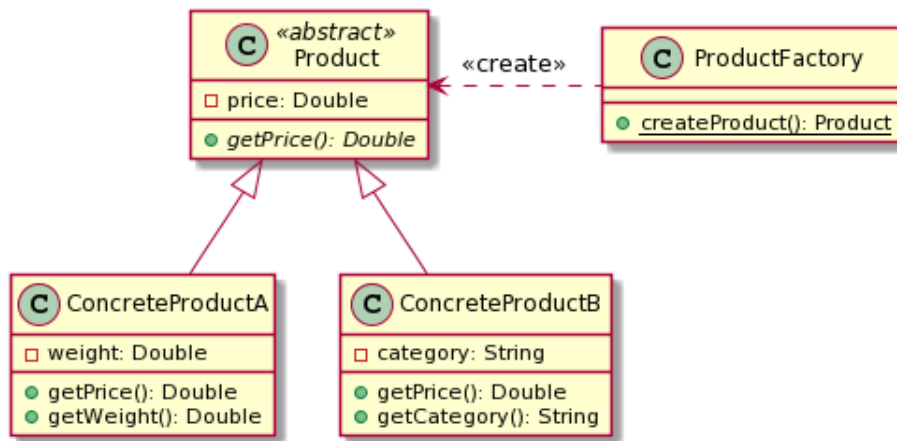 C
«abstract»
Product
price: Double
getPrice(): Double
«create»
C
ProductFactory
createProduct(): Product
C
ConcreteProductA
weight: Double
getPrice(): Double
getWeight(): Double
C
ConcreteProductB
category: String
getPrice(): Double
getCategory(): String